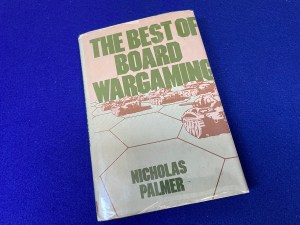 THE BEST OF
BOARD
WARGAMING
NICHOLAS
PALMER